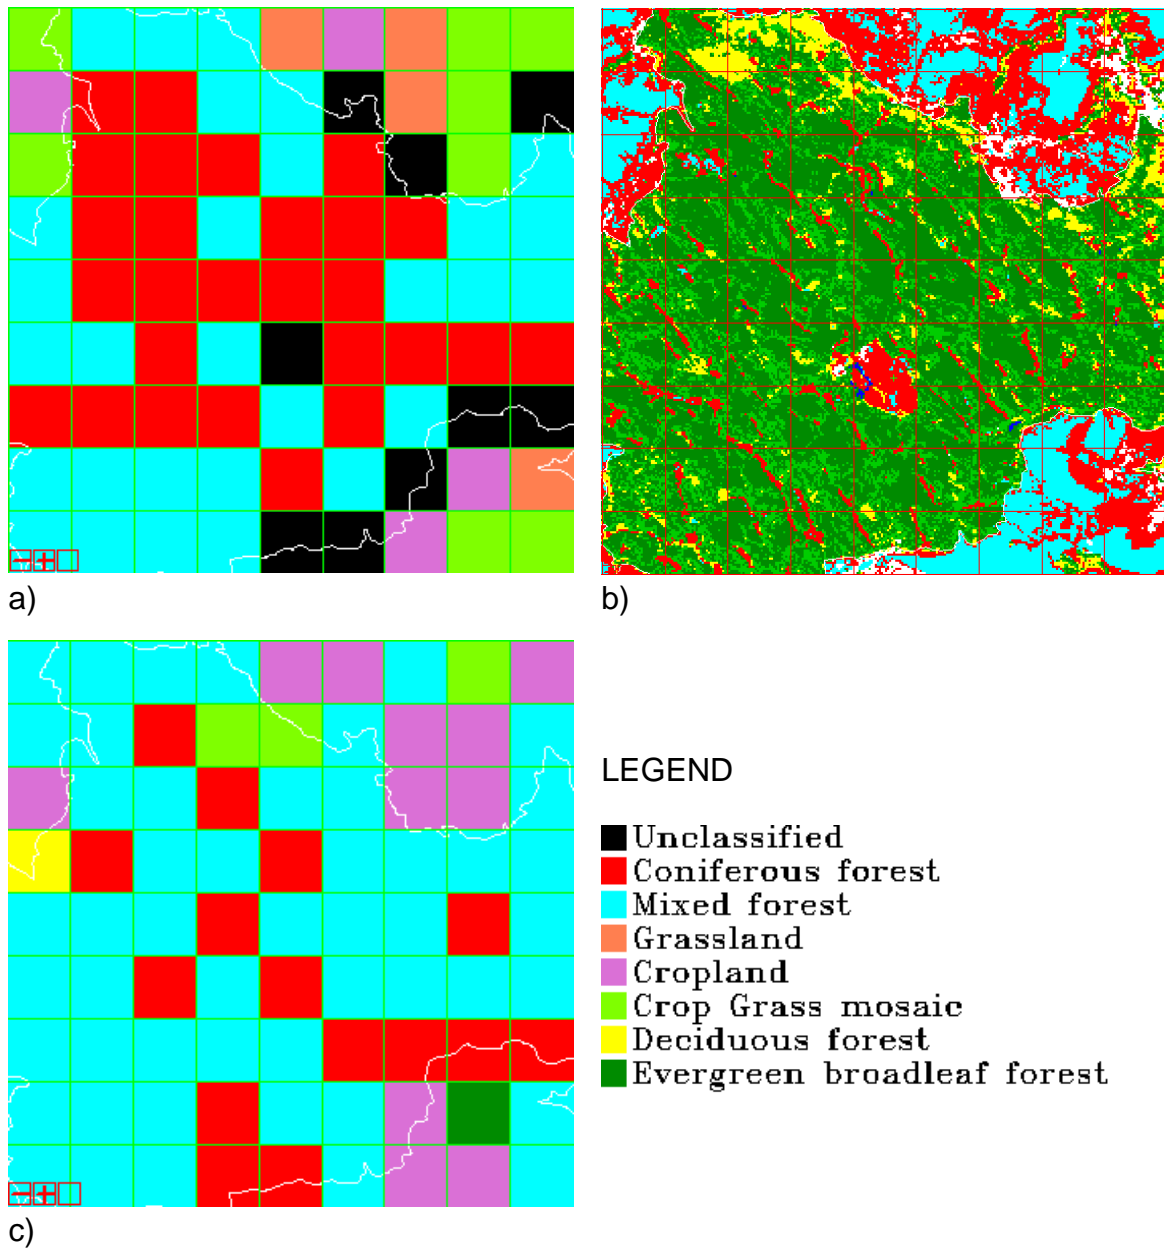 a)
b)
c)
LEGEND
Unclassified
Coniferous forest
Mixed forest
Grassland
Cropland
Crop Grass mosaic
Deciduous forest
Evergreen broadleaf forest